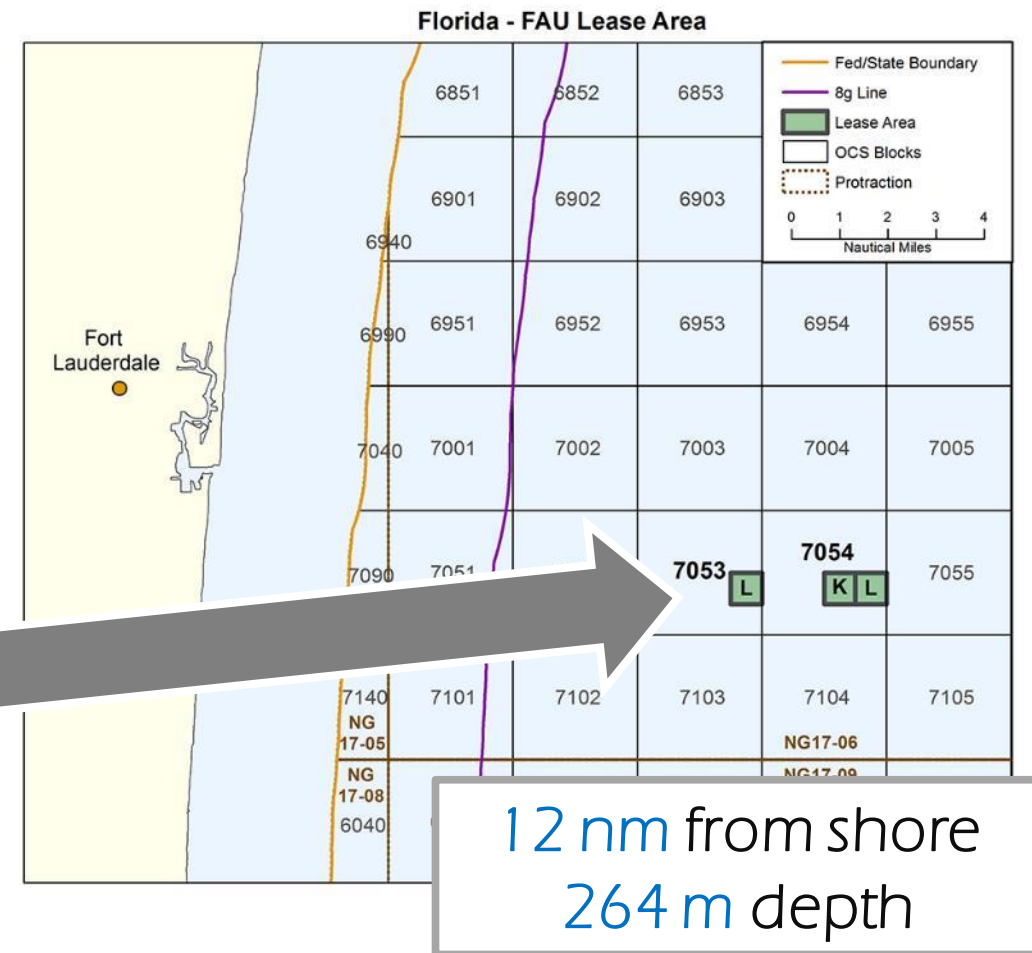 Florida - FAU Lease Area
Fed/State Boundary
8g Line
Lease Area
OCS Blocks
Protraction
0 1 2 3 4
Nautical Miles
6851 6852 6853
6901 6902 6903
6940
6951 6952 6953 6954 6955
6990
Fort
Lauderdale
7040 7001 7002 7003 7004 7005
7054
7053
7090 7051 7055
L K L
7140 7101 7102 7103 7104 7105
NG
17-05
NG17-06
NG
17-08
NG17-09
6040
12 nm from shore
264 m depth